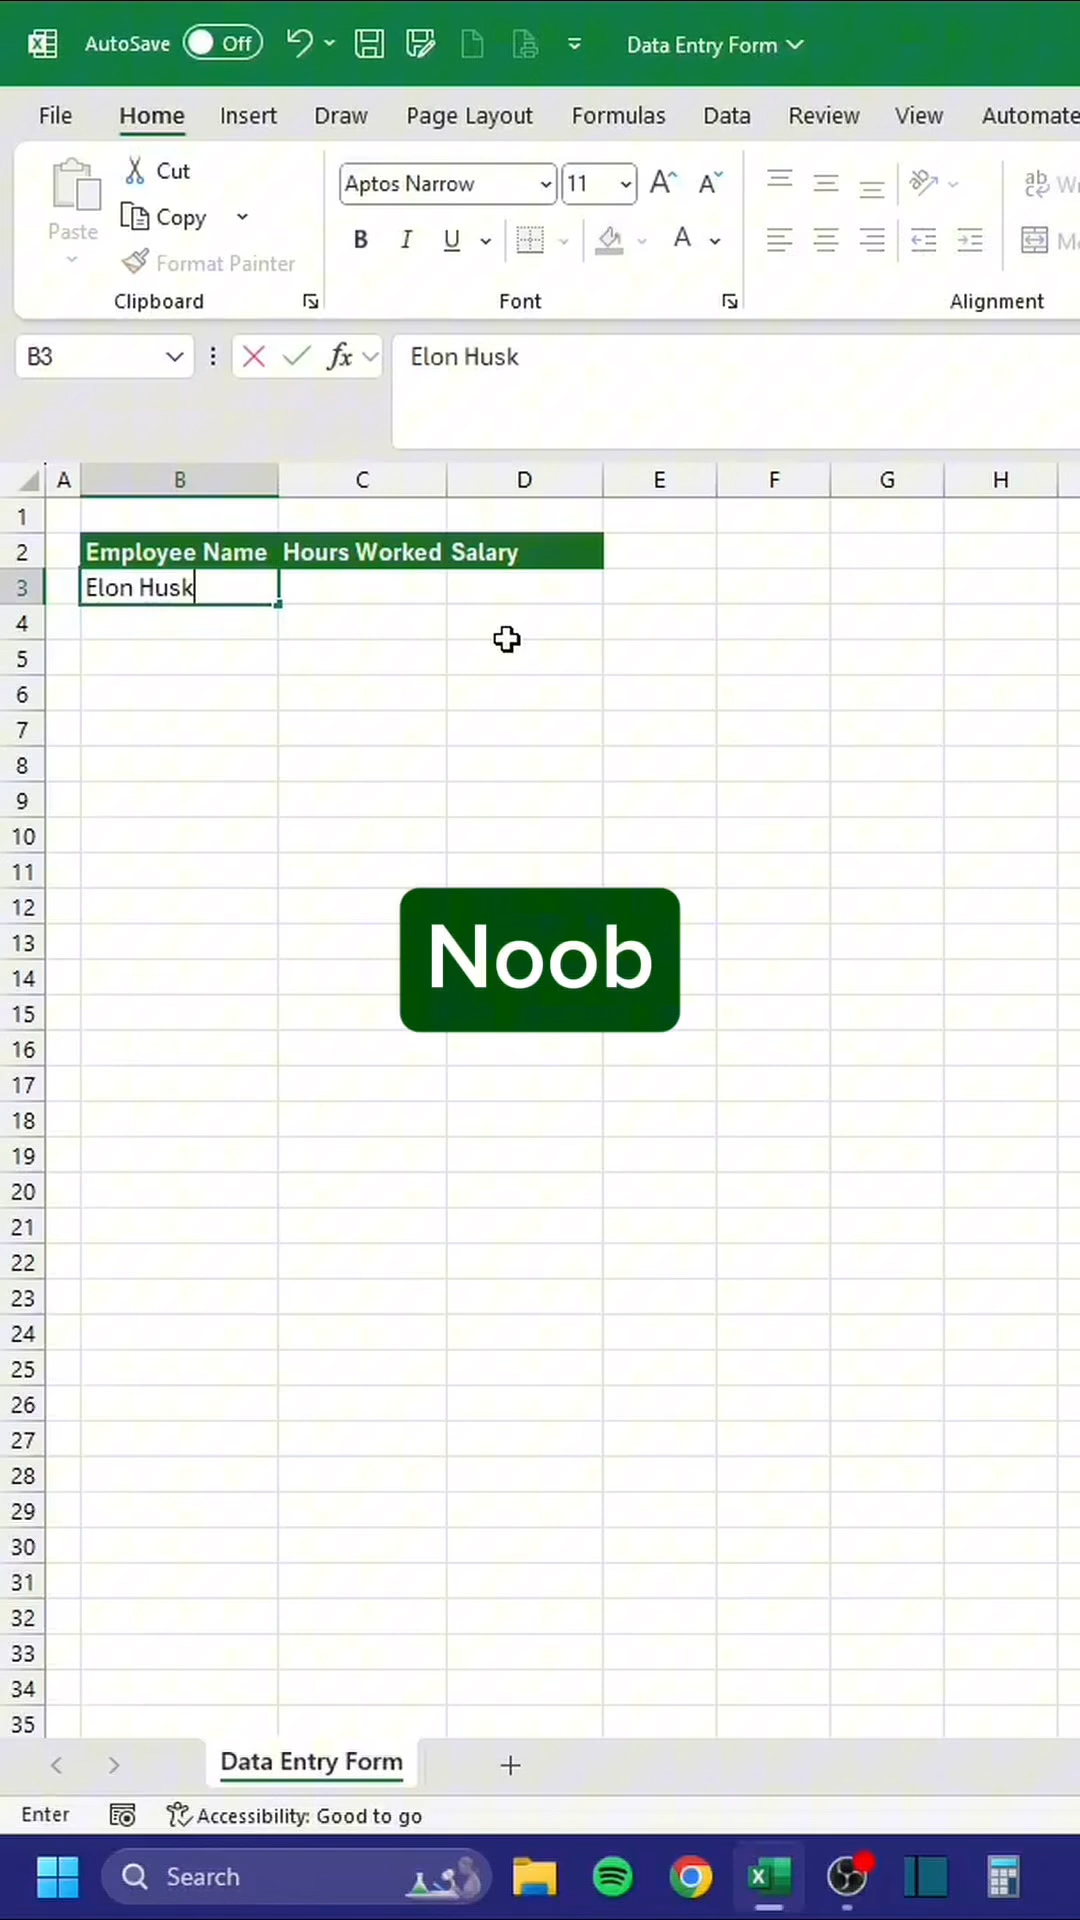 AutoSave Off Data Entry Form
File Home Insert Draw Page Layout Formulas Data Review View Automate
Paste
Cut
Copy
Format Painter
Clipboard
Aptos Narrow 11
B I U A
Font
ab
Alignment
B3 fx Elon Husk
A B C D E F G H
1
2 Employee Name Hours Worked Salary
3 Elon Husk
4
5
6
7
8
9
10
11
12
Noob
13
14
15
16
17
18
19
20
21
22
23
24
25
26
27
28
29
30
31
32
33
34
35
Data Entry Form
Enter Accessibility: Good to go
Search